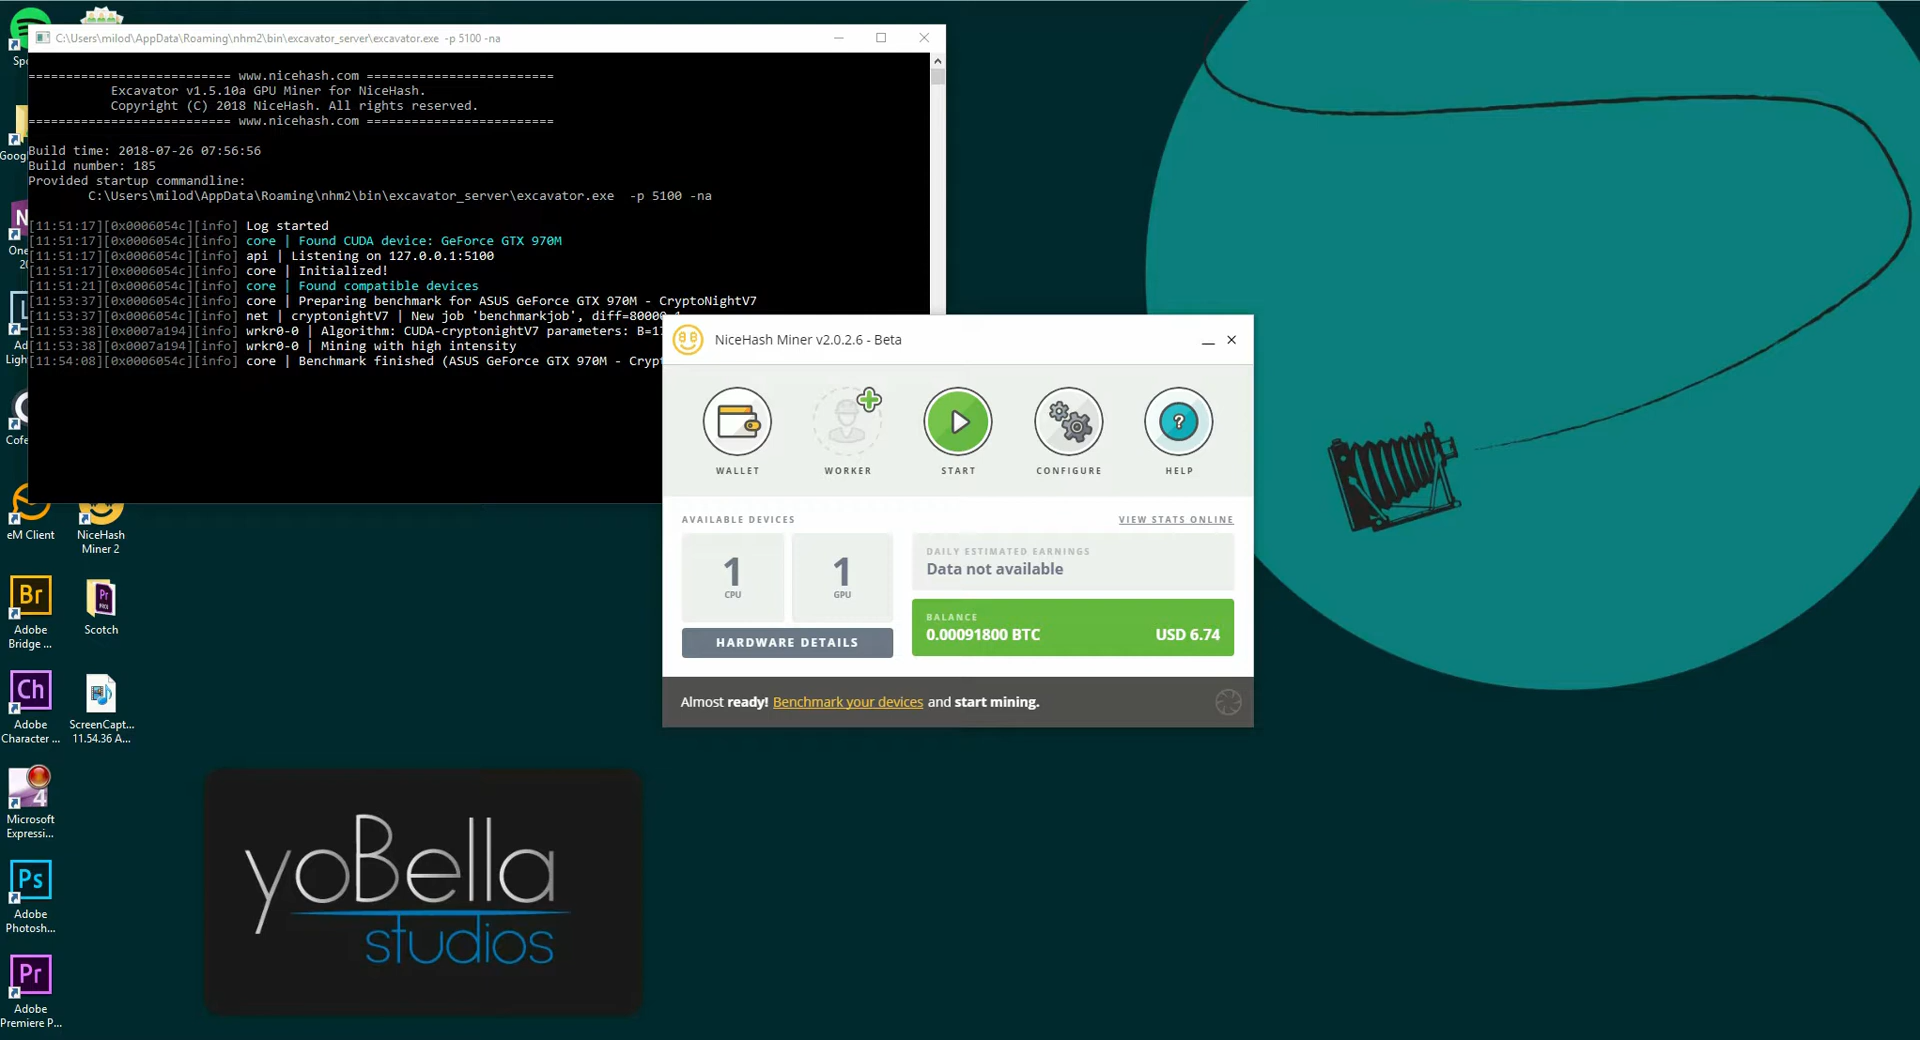 C:\Users\milod\AppData\Roaming\nhm2\bin\excavator_server\excavator.exe -p 5100 -na
=========================== www.nicehash.com =========================
Excavator v1.5.10a GPU Miner for NiceHash.
Copyright (C) 2018 NiceHash. All rights reserved.
=========================== www.nicehash.com =========================
Build time: 2018-07-26 07:56:56
Build number: 185
Provided startup commandline:
C:\Users\milod\AppData\Roaming\nhm2\bin\excavator_server\excavator.exe -p 5100 -na
[11:51:17][0x0006054c][info] Log started
[11:51:17][0x0006054c][info] core | Found CUDA device: GeForce GTX 970M
[11:51:17][0x0006054c][info] api | Listening on 127.0.0.1:5100
[11:51:17][0x0006054c][info] core | Initialized!
[11:51:21][0x0006054c][info] core | Found compatible devices
[11:53:37][0x0006054c][info] core | Preparing benchmark for ASUS GeForce GTX 970M - CryptoNightV7
[11:53:37][0x0006054c][info] net | cryptonightV7 | New job 'benchmarkjob', diff=80000
[11:53:38][0x0007a194][info] wrkr0-0 | Algorithm: CUDA-cryptonightV7 parameters: B=1
[11:53:38][0x0007a194][info] wrkr0-0 | Mining with high intensity
[11:54:08][0x0006054c][info] core | Benchmark finished (ASUS GeForce GTX 970M - Cryp
NiceHash Miner v2.0.2.6 - Beta
WALLET
WORKER
START
CONFIGURE
HELP
AVAILABLE DEVICES
VIEW STATS ONLINE
1
CPU
1
GPU
HARDWARE DETAILS
DAILY ESTIMATED EARNINGS
Data not available
BALANCE
0.00091800 BTC USD 6.74
Almost ready! Benchmark your devices and start mining.
eM Client
NiceHash
Miner 2
Br
Adobe
Bridge ...
Pr
Scotch
Ch
Adobe
Character ...
ScreenCapt...
11.54.36 A...
4
Microsoft
Expressi...
Ps
Adobe
Photosh...
Pr
Adobe
Premiere P...
yoBella
studios